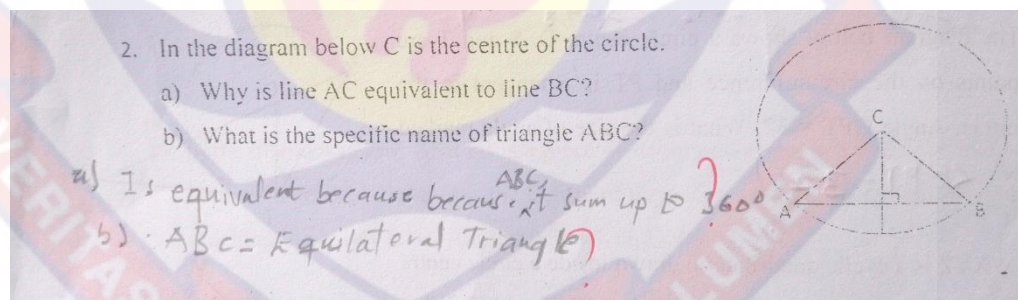 2. In the diagram below C is the centre of the circle.
a) Why is line AC equivalent to line BC?
b) What is the specific name of triangle ABC?
a) Is equivalent because because ABC, it sum up to 360°
b). ABC = Equilateral Triangle
C
A
B
VERITAS
LUMEN